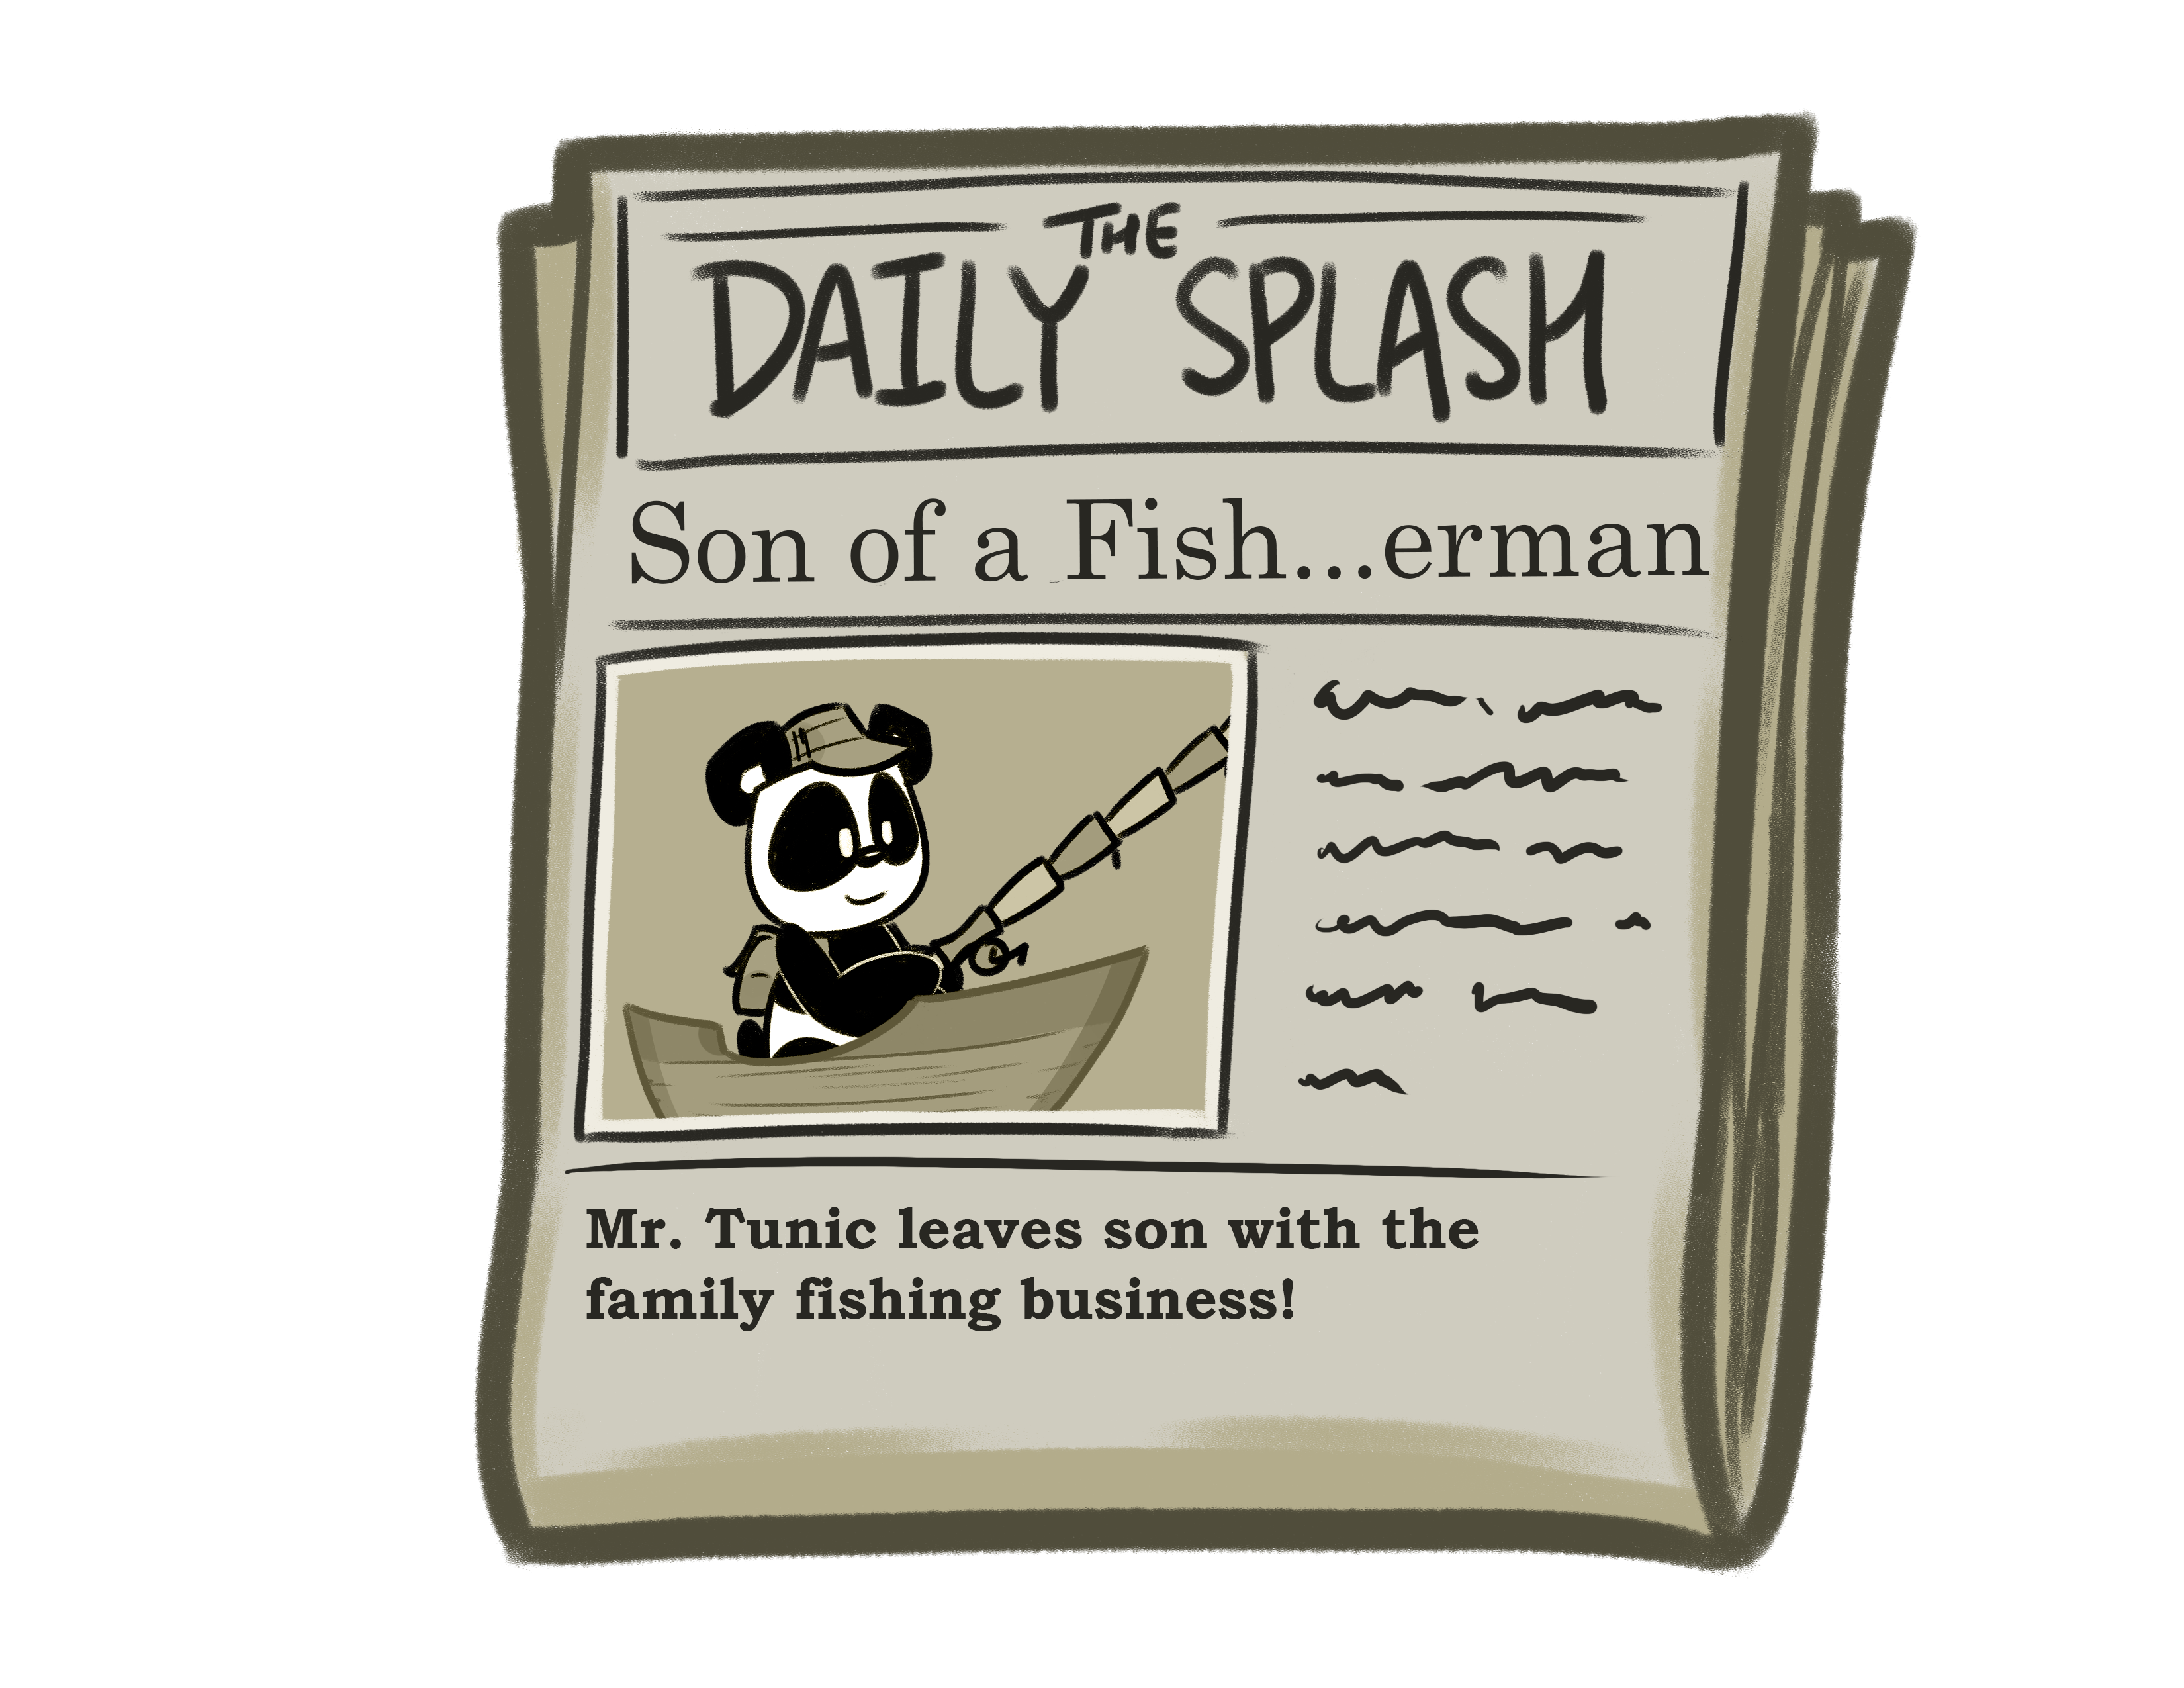 THE
DAILY SPLASH
Son of a Fish...erman
Mr. Tunic leaves son with the
family fishing business!